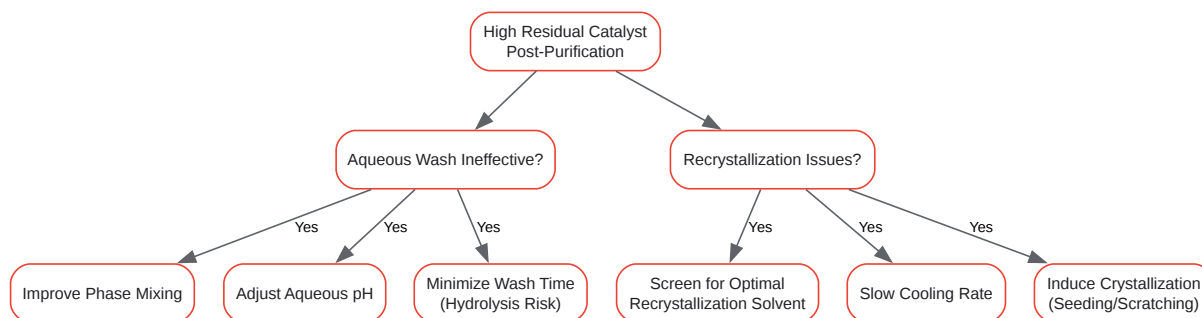 High Residual Catalyst
Post-Purification
Aqueous Wash Ineffective?
Recrystallization Issues?
Yes
Yes
Yes
Yes
Yes
Yes
Improve Phase Mixing
Adjust Aqueous pH
Minimize Wash Time
(Hydrolysis Risk)
Screen for Optimal
Recrystallization Solvent
Slow Cooling Rate
Induce Crystallization
(Seeding/Scratching)